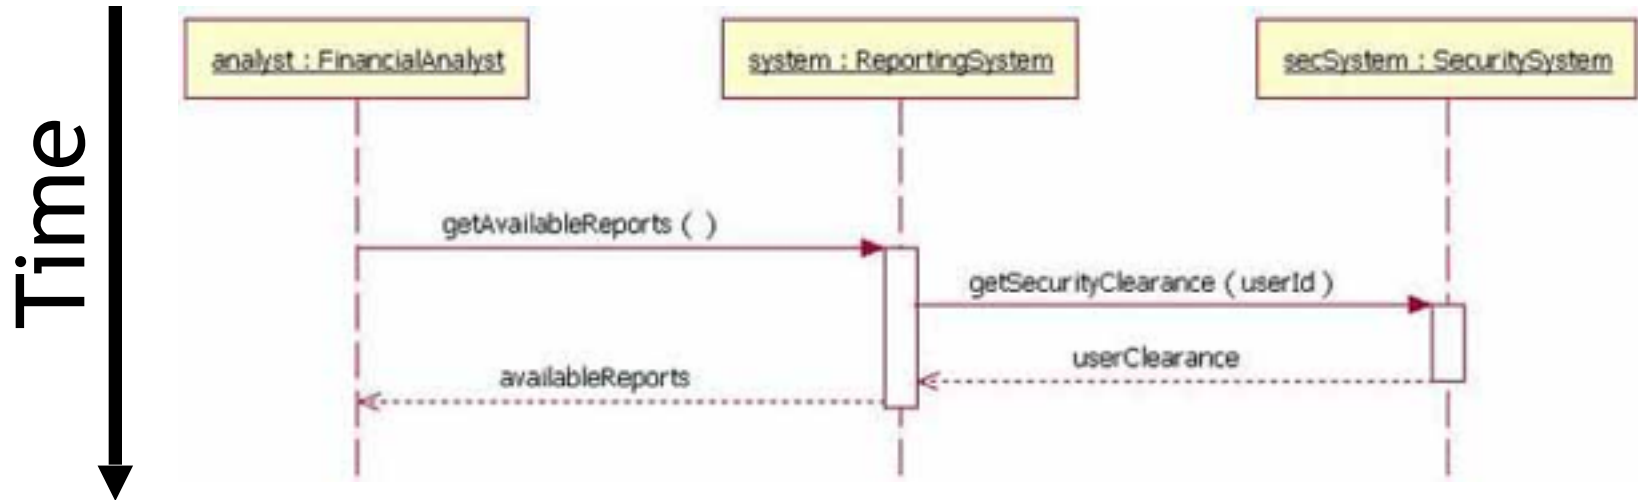 Time
analyst : FinancialAnalyst
system : ReportingSystem
secSystem : SecuritySystem
getAvailableReports ( )
getSecurityClearance ( userId )
userClearance
availableReports